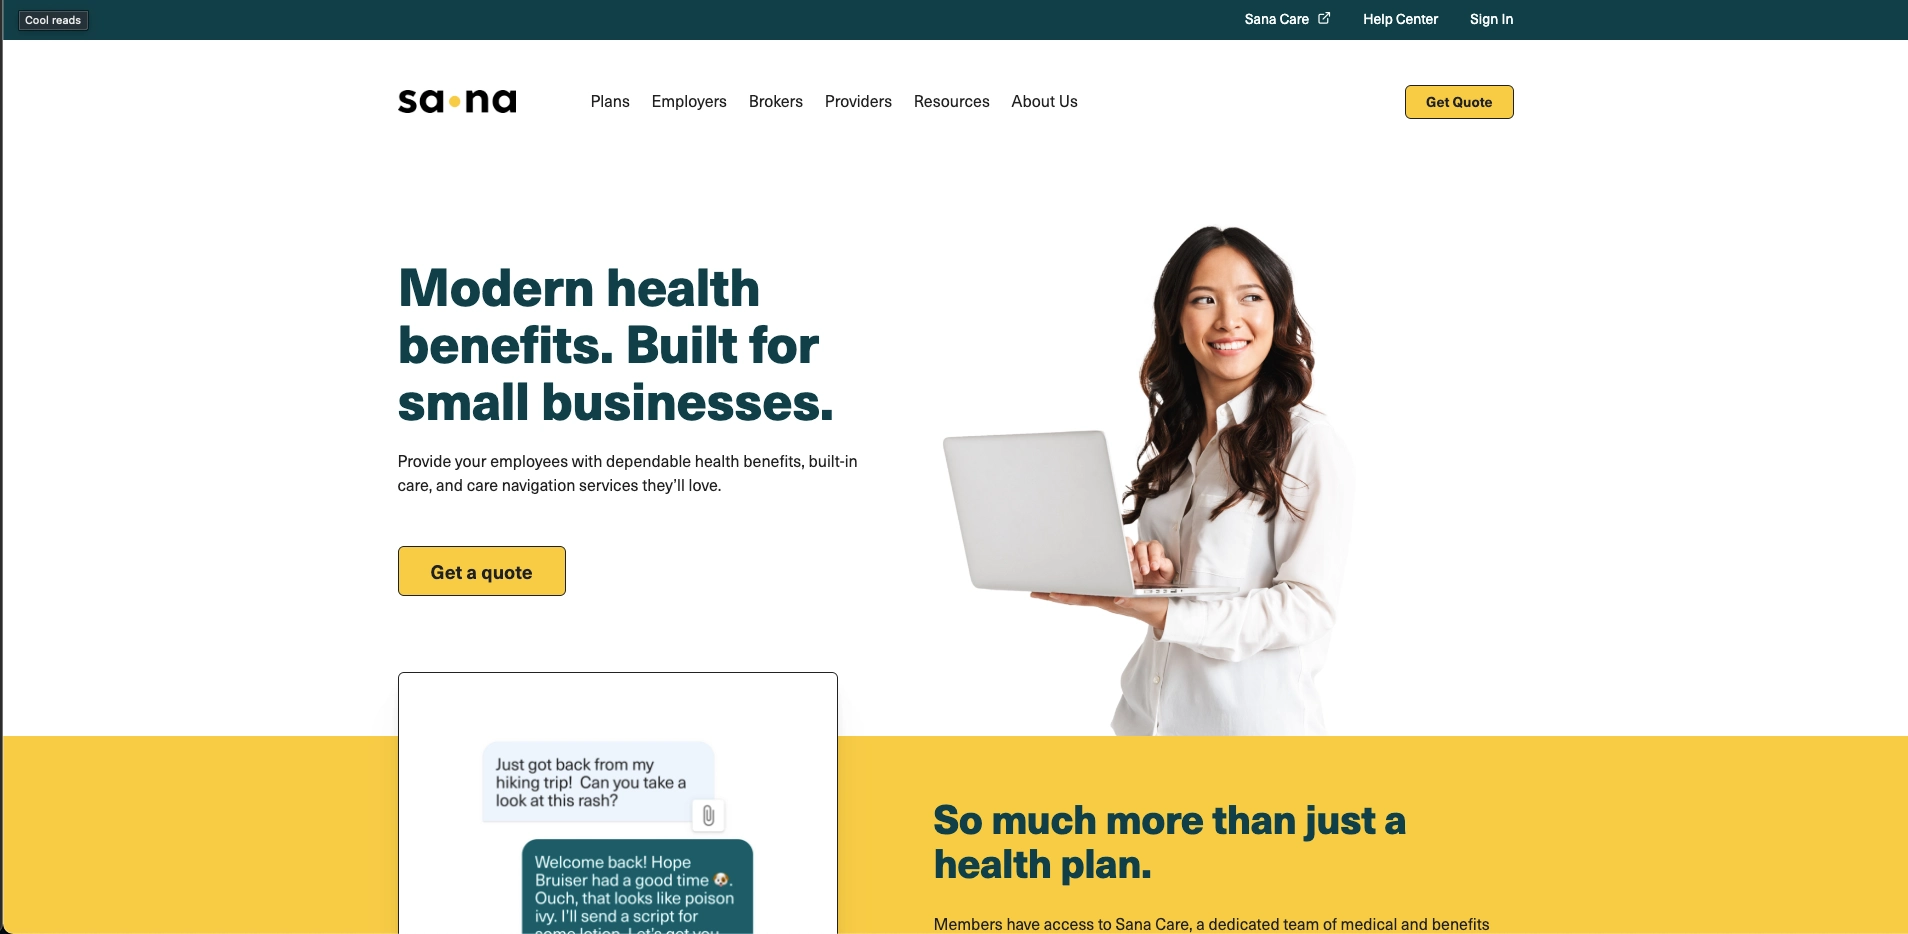 Cool reads
Sana Care
Help Center
Sign In
sa•na
Plans
Employers
Brokers
Providers
Resources
About Us
Get Quote
Modern health
benefits. Built for
small businesses.
Provide your employees with dependable health benefits, built-in
care, and care navigation services they'll love.
Get a quote
Just got back from my
hiking trip!  Can you take a
look at this rash?
Welcome back! Hope
Bruiser had a good time 🐶.
Ouch, that looks like poison
ivy. I'll send a script for
some lotion. Let's get you
So much more than just a
health plan.
Members have access to Sana Care, a dedicated team of medical and benefits